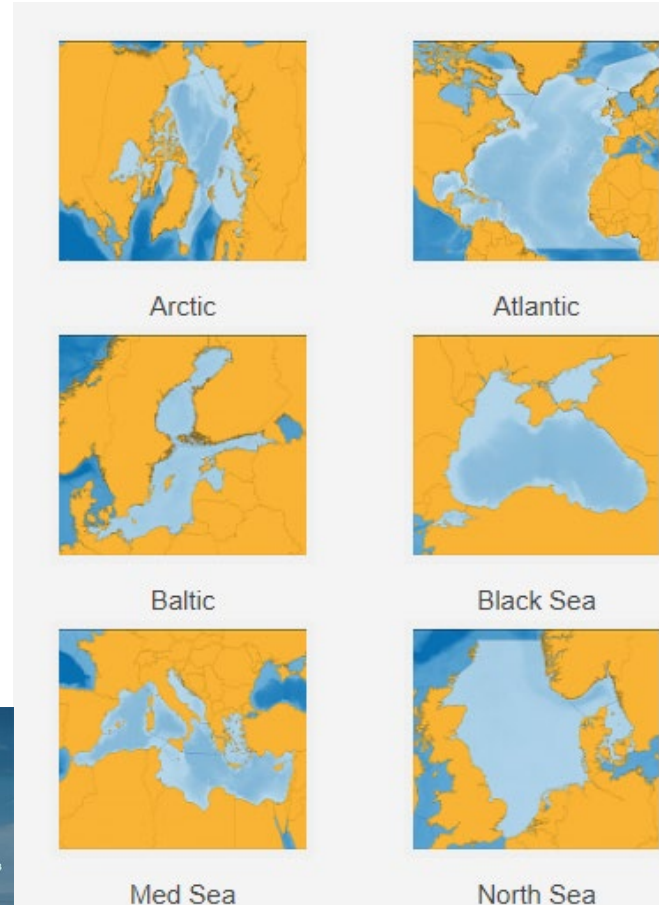 Arctic
Atlantic
Baltic
Black Sea
Med Sea
North Sea